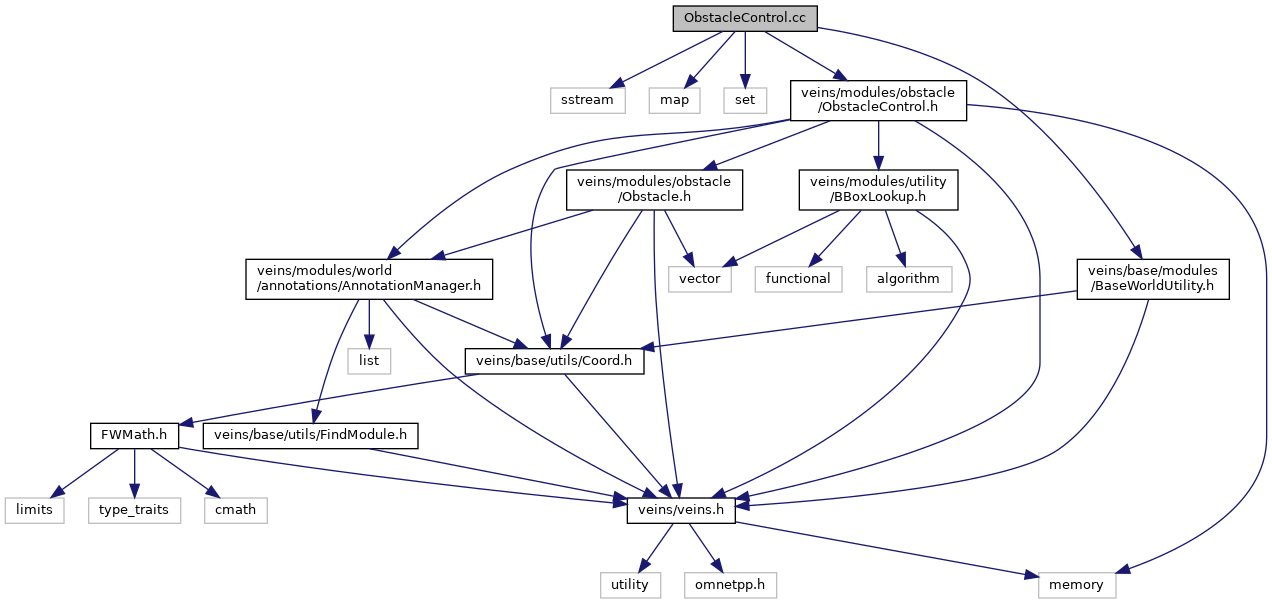 ObstacleControl.cc
sstream
map
set
veins/modules/obstacle
/ObstacleControl.h
veins/modules/obstacle
/Obstacle.h
veins/modules/utility
/BBoxLookup.h
veins/modules/world
/annotations/AnnotationManager.h
vector
functional
algorithm
veins/base/modules
/BaseWorldUtility.h
list
veins/base/utils/Coord.h
FWMath.h
veins/base/utils/FindModule.h
limits
type_traits
cmath
veins/veins.h
utility
omnetpp.h
memory